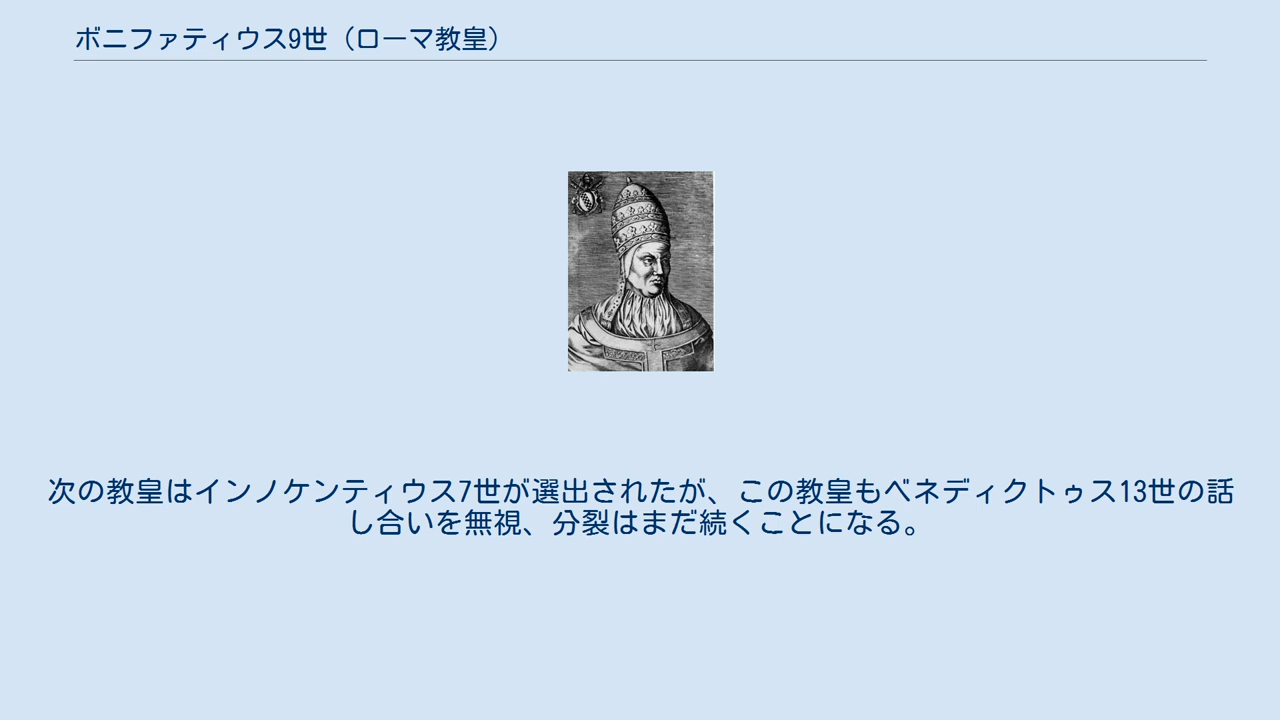 ボニファティウス9世（ローマ教皇）
次の教皇はインノケンティウス7世が選出されたが、この教皇もベネディクトゥス13世の話
し合いを無視、分裂はまだ続くことになる。